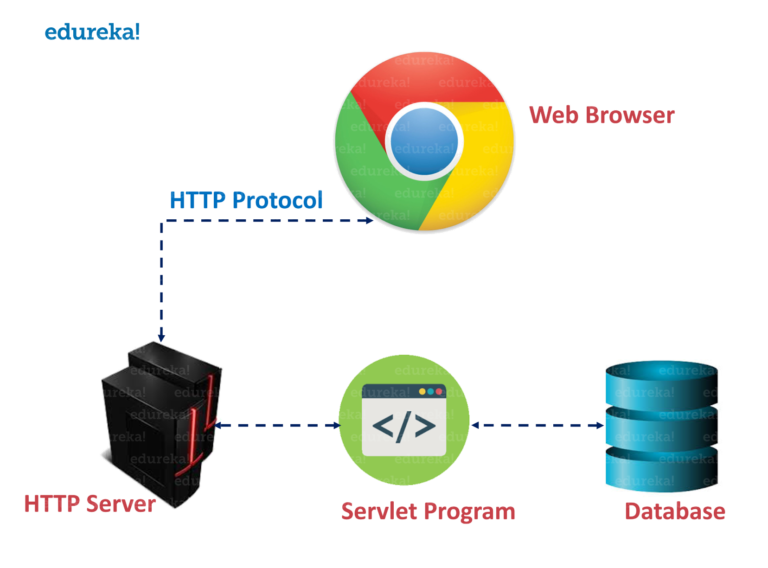 edureka!
Web Browser
HTTP Protocol
</>
HTTP Server
Servlet Program
Database